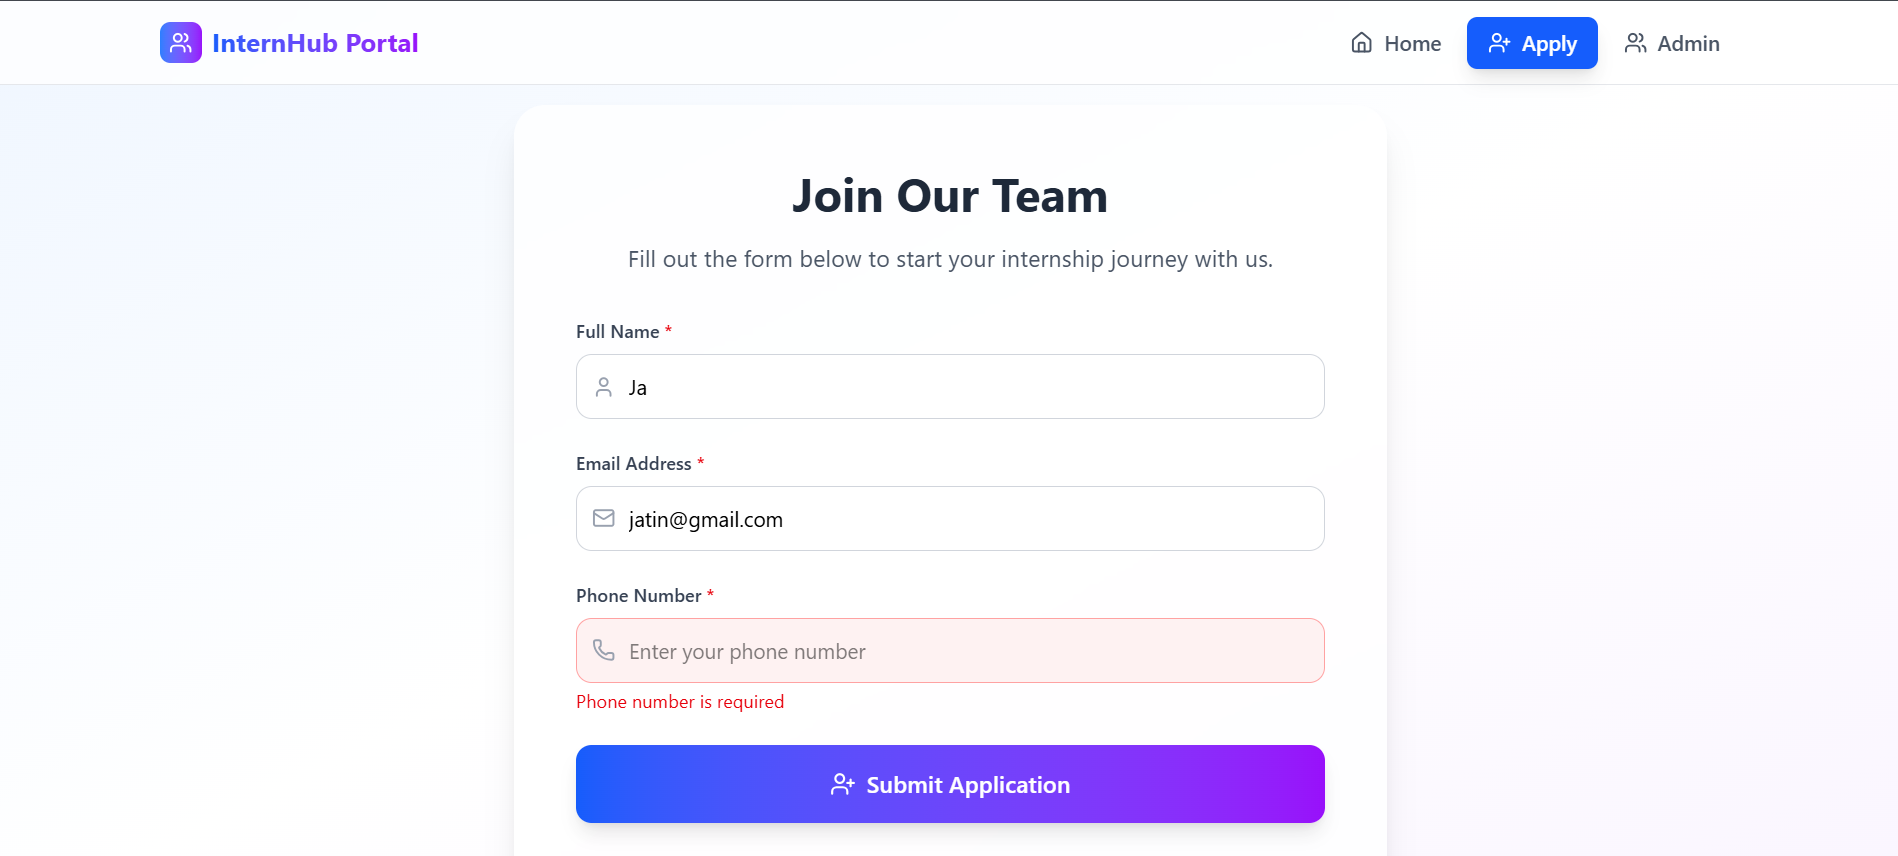 InternHub Portal
Home
Apply
Admin
Join Our Team
Fill out the form below to start your internship journey with us.
Full Name *
Ja
Email Address *
jatin@gmail.com
Phone Number *
Enter your phone number
Phone number is required
Submit Application